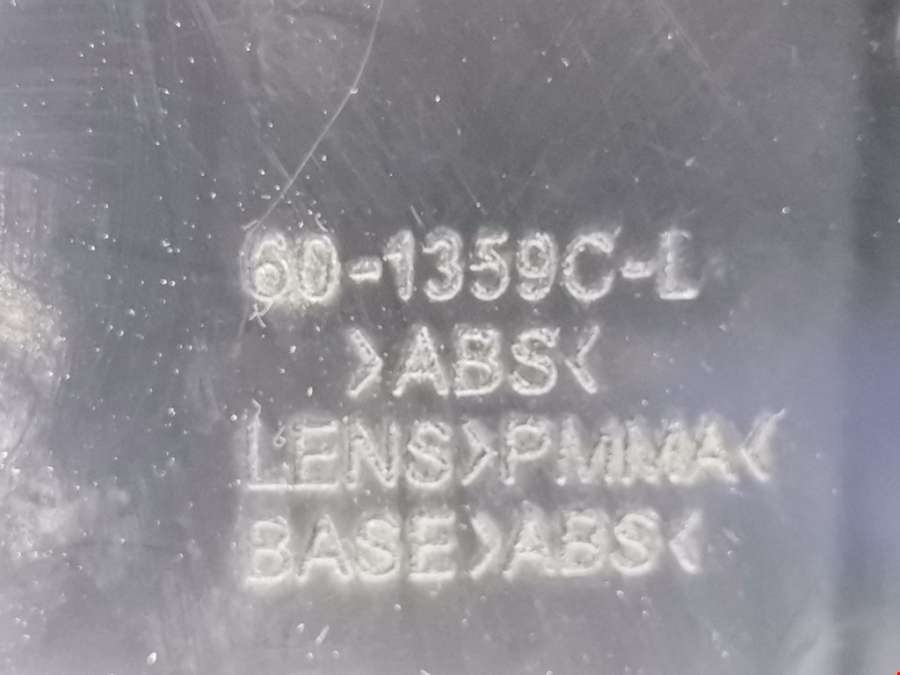 60-1359C-L
>ABS<
LENS>PMMA<
BASE>ABS<